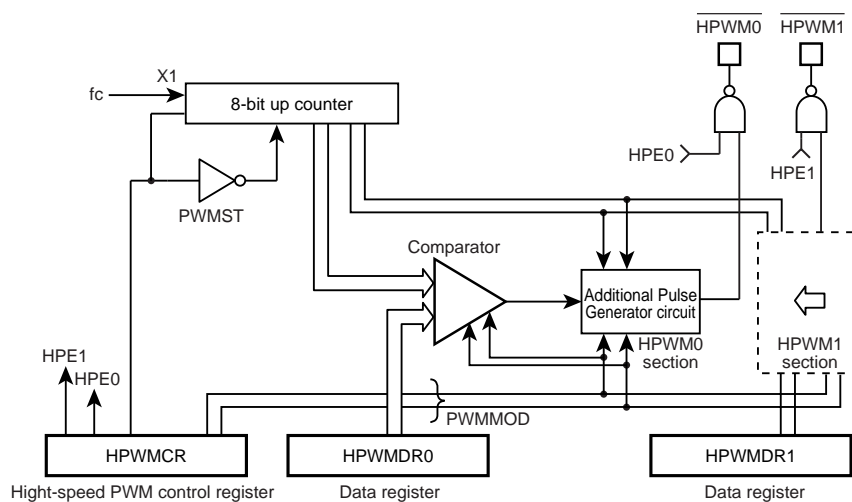 HPWM0 HPWM1
X1
fc
8-bit up counter
HPE0
HPE1
PWMST
Comparator
Additional Pulse
Generator circuit
HPWM0
section
HPWM1
section
HPE1
HPE0
PWMMOD
HPWMCR
HPWMDR0
HPWMDR1
Hight-speed PWM control register
Data register
Data register